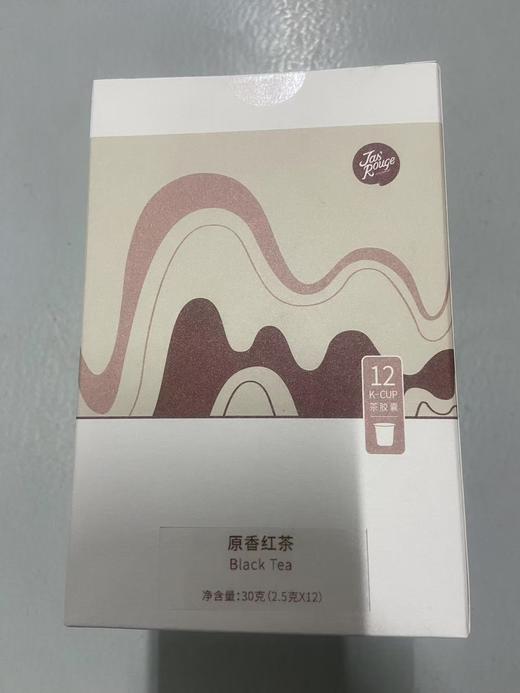 Jas'
Rouge
12
K-CUP
茶胶囊
原香红茶
Black Tea
净含量:30克(2.5克X12)